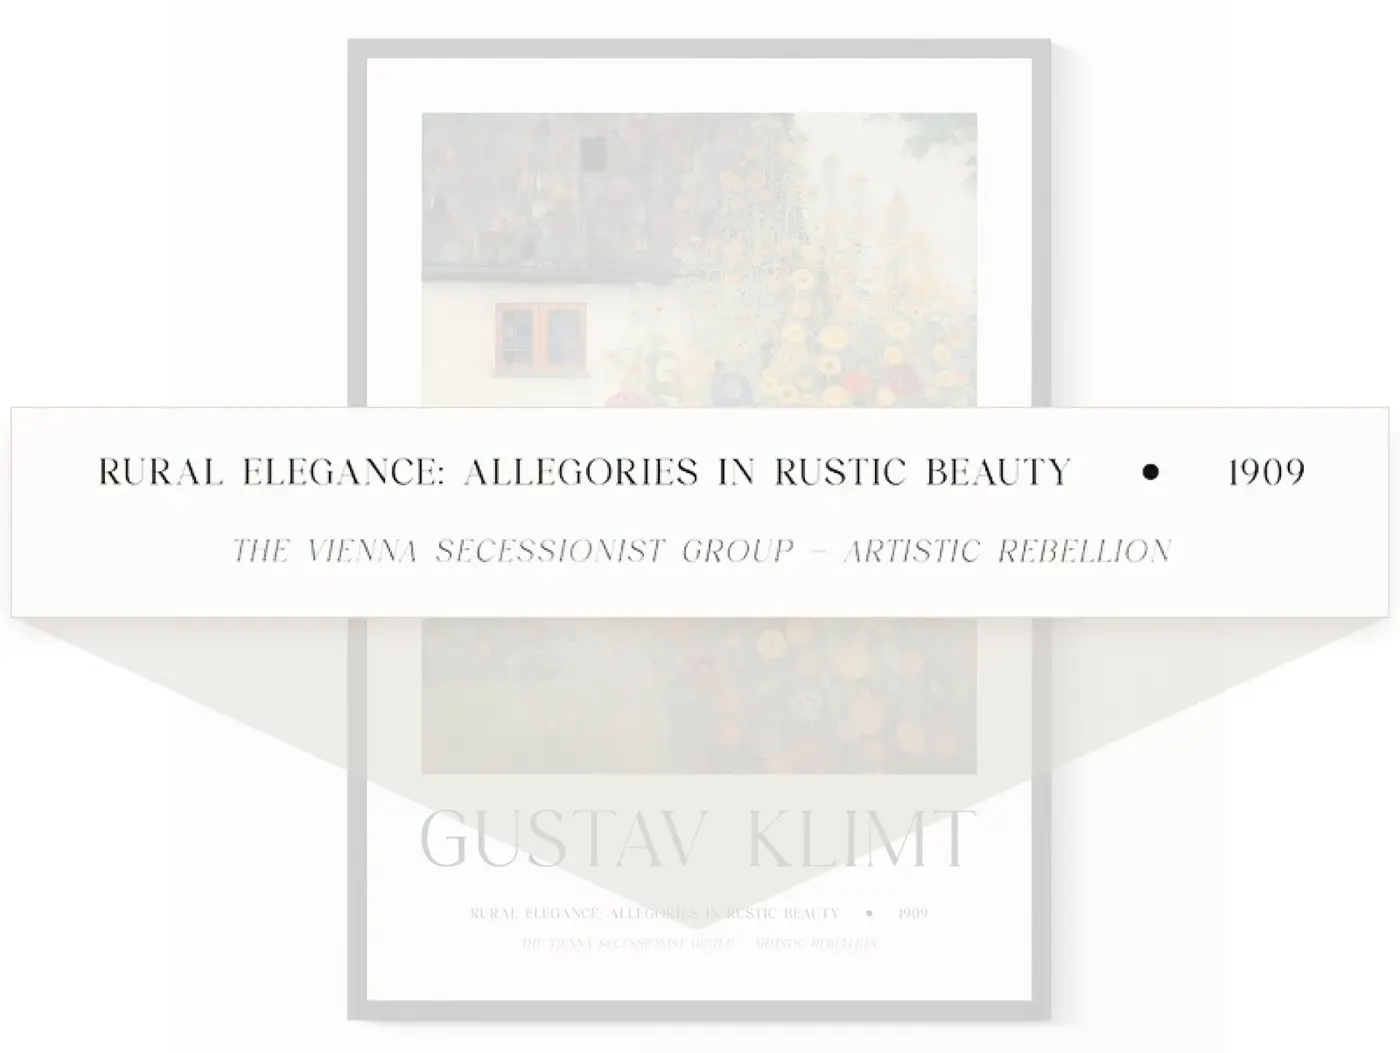 RURAL ELEGANCE: ALLEGORIES IN RUSTIC BEAUTY • 1909
THE VIENNA SECESSIONIST GROUP – ARTISTIC REBELLION
GUSTAV KLIMT
RURAL ELEGANCE: ALLEGORIES IN RUSTIC BEAUTY • 1909
THE VIENNA SECESSIONIST GROUP – ARTISTIC REBELLION